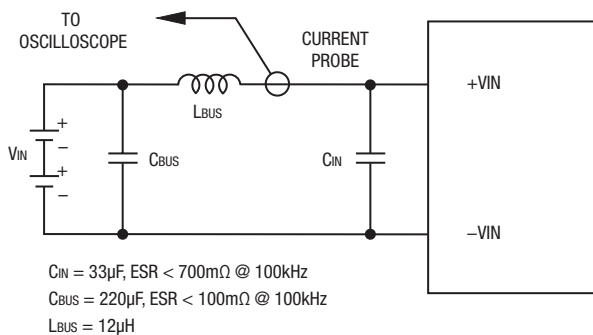 TO
OSCILLOSCOPE
CURRENT
PROBE
+VIN
LBUS
+
VIN
–
+
–
CBUS
CIN
–VIN
CIN = 33µF, ESR < 700mΩ @ 100kHz
CBUS = 220µF, ESR < 100mΩ @ 100kHz
LBUS = 12µH